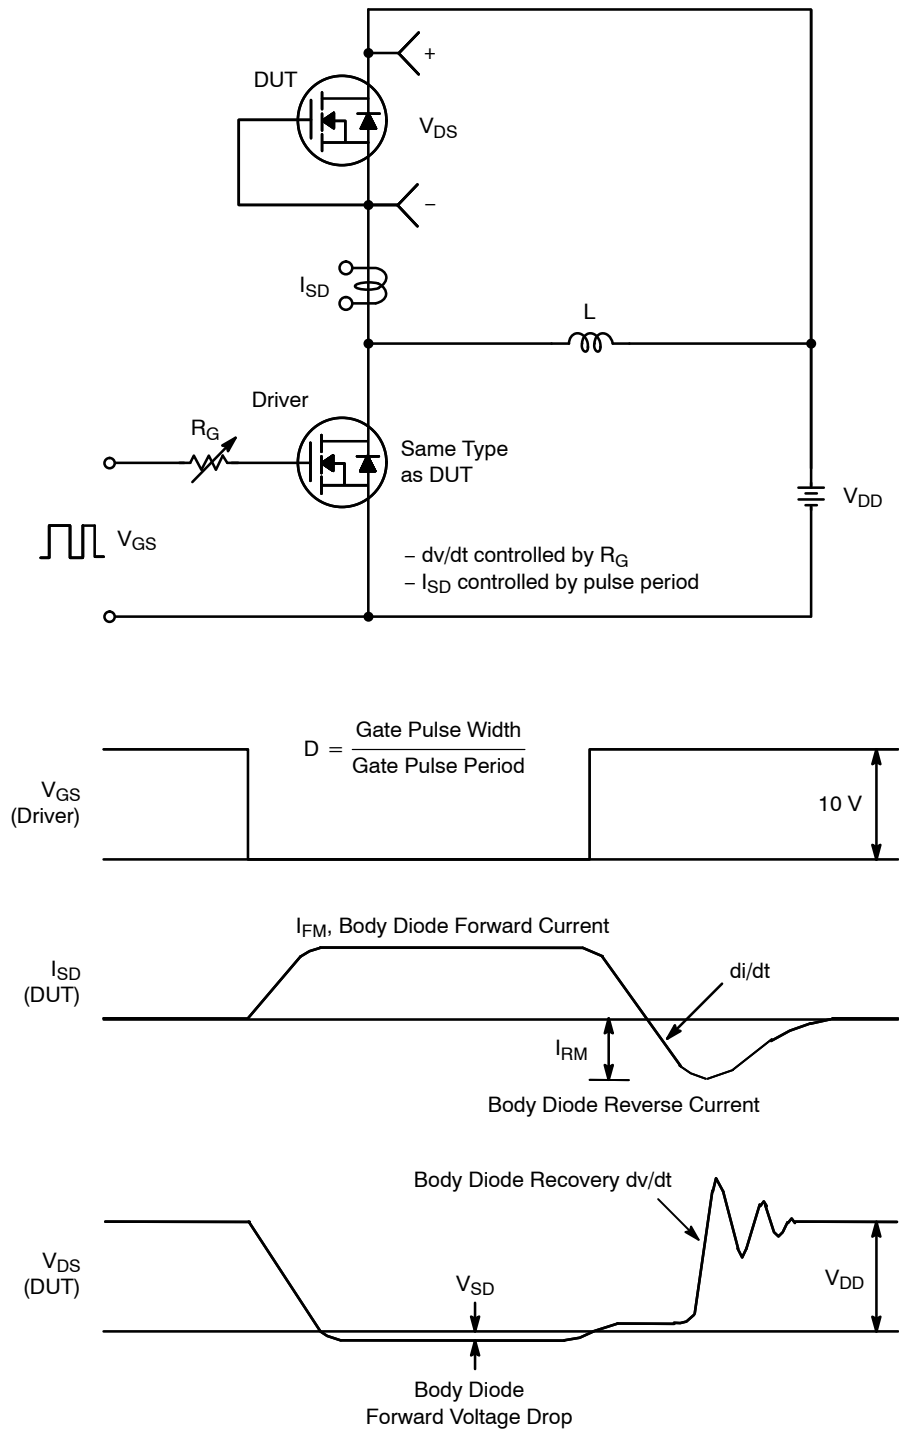 +
DUT
V_DS
−
I_SD
L
Driver
R_G
Same Type
as DUT
V_DD
V_GS
− dv/dt controlled by R_G
− I_SD controlled by pulse period
D = Gate Pulse Width
Gate Pulse Period
V_GS
(Driver)
10 V
I_FM, Body Diode Forward Current
I_SD
(DUT)
di/dt
I_RM
Body Diode Reverse Current
Body Diode Recovery dv/dt
V_DS
(DUT)
V_SD
V_DD
Body Diode
Forward Voltage Drop